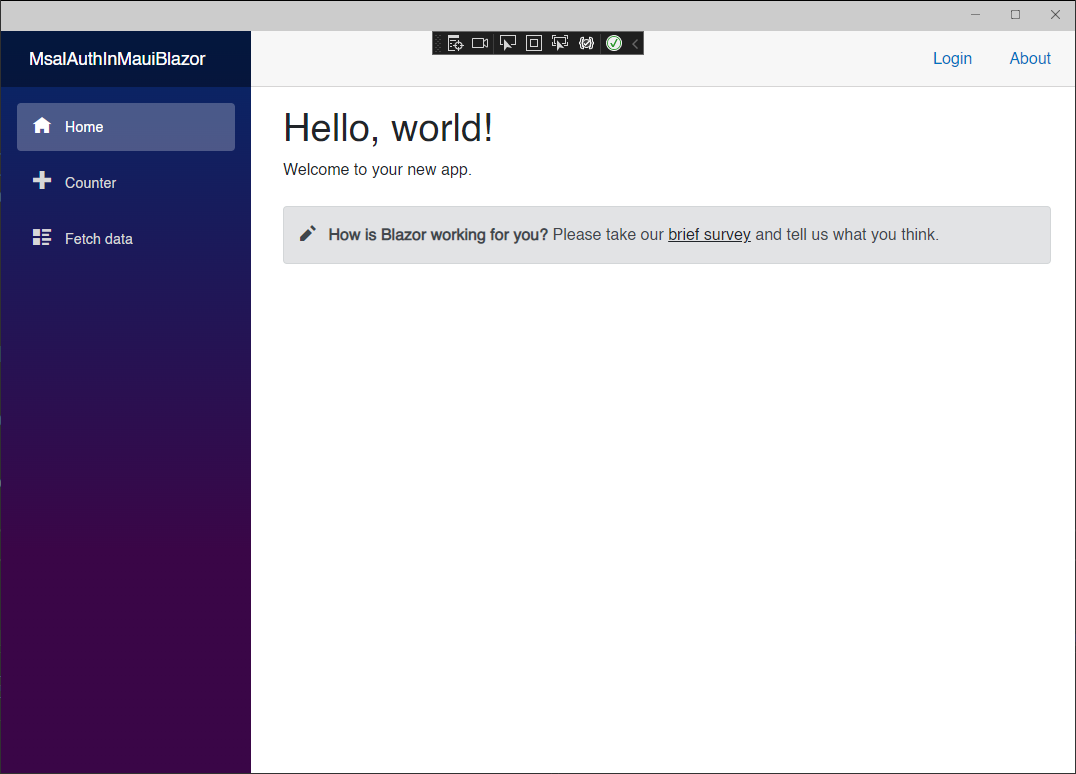 MsalAuthInMauiBlazor
Login About
Home
Counter
Fetch data
Hello, world!
Welcome to your new app.
How is Blazor working for you? Please take our brief survey and tell us what you think.